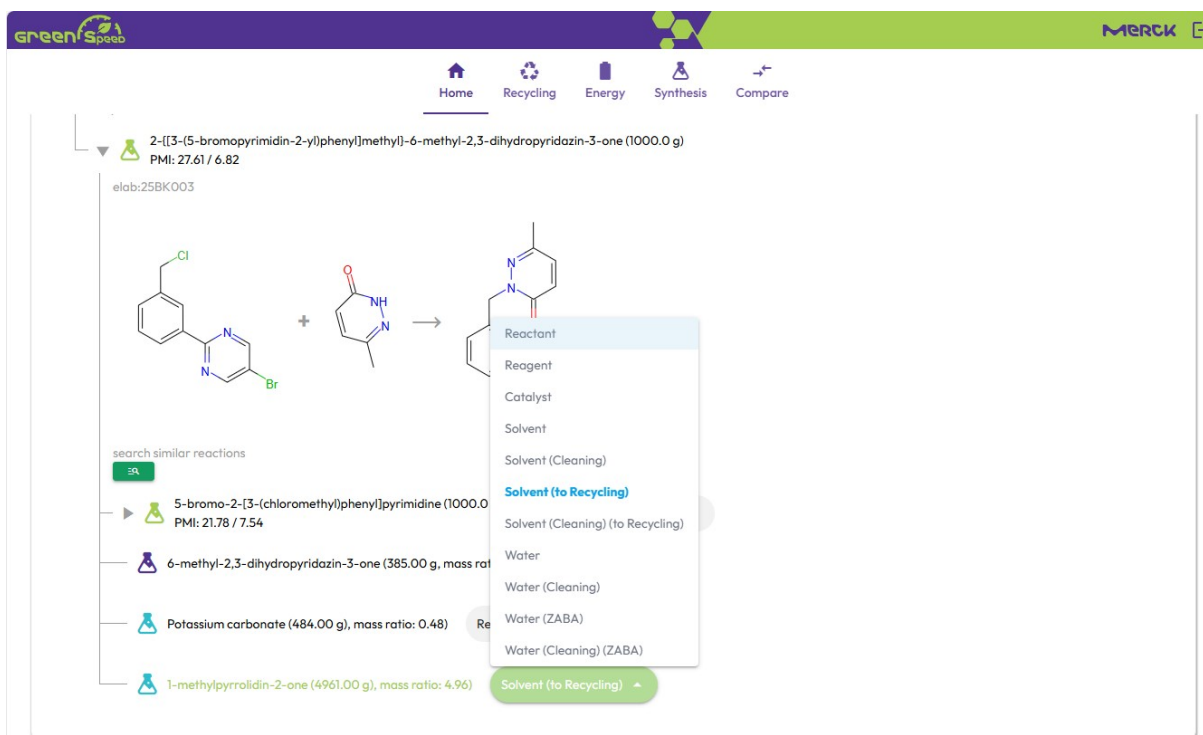 GREEN SPEED
MERCK
Home Recycling Energy Synthesis Compare
2-{[3-(5-bromopyrimidin-2-yl)phenyl]methyl}-6-methyl-2,3-dihydropyridazin-3-one (1000.0 g)
PMI: 27.61 / 6.82
elab:25BK003
Cl
N
N
Br
+
O
NH
N
N
N
Reactant
Reagent
Catalyst
Solvent
Solvent (Cleaning)
Solvent (to Recycling)
Solvent (Cleaning) (to Recycling)
Water
Water (Cleaning)
Water (ZABA)
Water (Cleaning) (ZABA)
search similar reactions
5-bromo-2-[3-(chloromethyl)phenyl]pyrimidine (1000.0
PMI: 21.78 / 7.54
6-methyl-2,3-dihydropyridazin-3-one (385.00 g, mass rat
Potassium carbonate (484.00 g), mass ratio: 0.48) Re
1-methylpyrrolidin-2-one (4961.00 g), mass ratio: 4.96) Solvent (to Recycling)